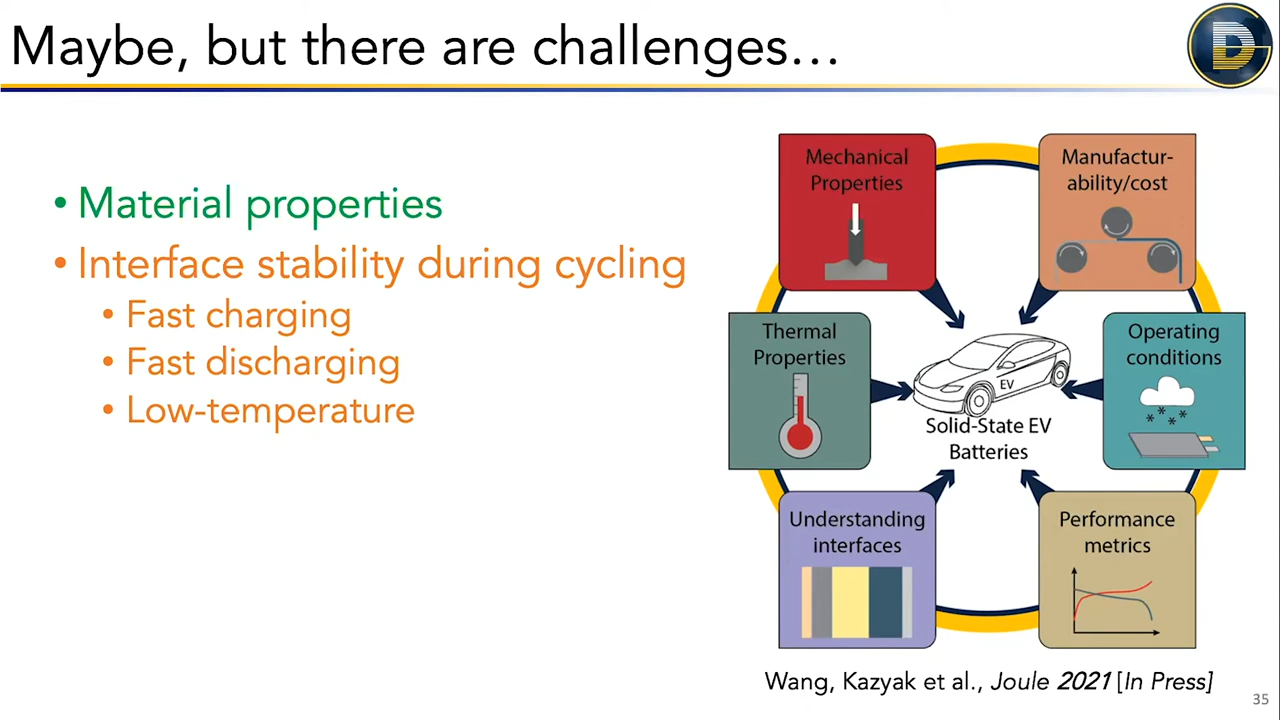 Maybe, but there are challenges…
• Material properties
• Interface stability during cycling
• Fast charging
• Fast discharging
• Low-temperature
Mechanical
Properties
Manufactur-
ability/cost
Thermal
Properties
Operating
conditions
EV
Solid-State EV
Batteries
Understanding
interfaces
Performance
metrics
Wang, Kazyak et al., Joule 2021 [In Press]
35